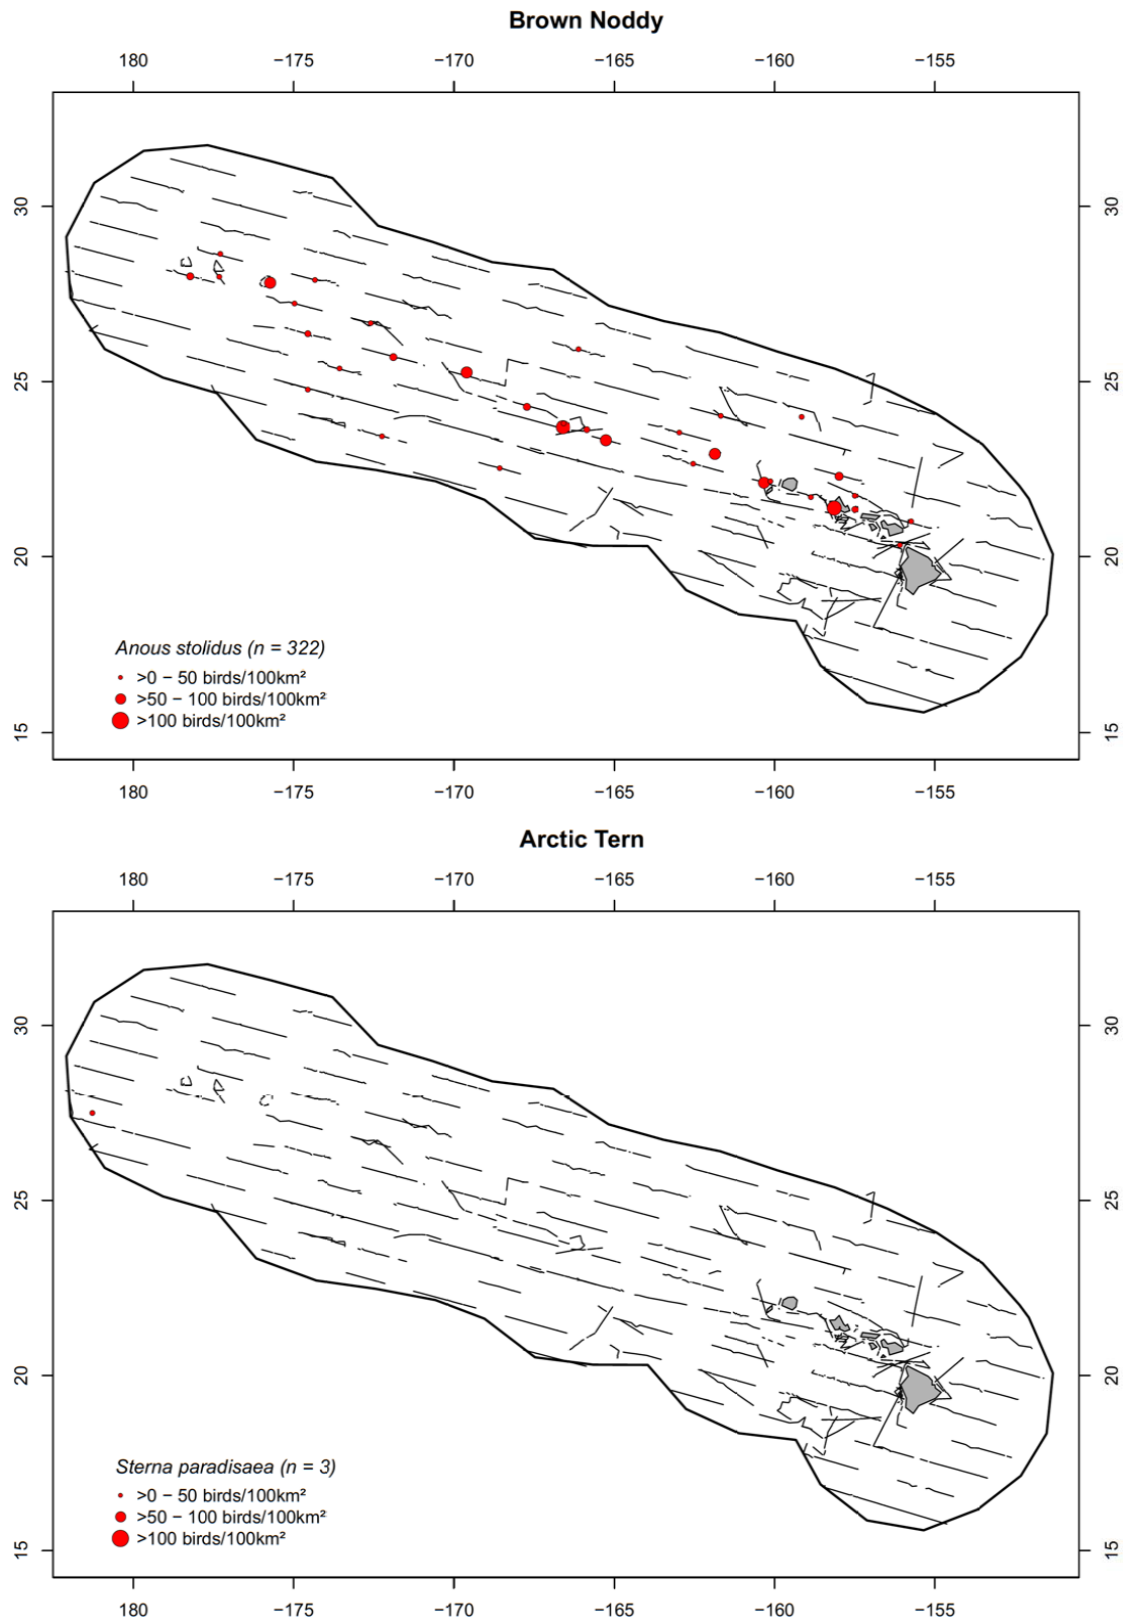 Brown Noddy
180 −175 −170 −165 −160 −155
30 30
25 25
20 20
15 15
Anous stolidus (n = 322)
>0 − 50 birds/100km²
>50 − 100 birds/100km²
>100 birds/100km²
180 −175 −170 −165 −160 −155
Arctic Tern
180 −175 −170 −165 −160 −155
30 30
25 25
20 20
15 15
Sterna paradisaea (n = 3)
>0 − 50 birds/100km²
>50 − 100 birds/100km²
>100 birds/100km²
180 −175 −170 −165 −160 −155